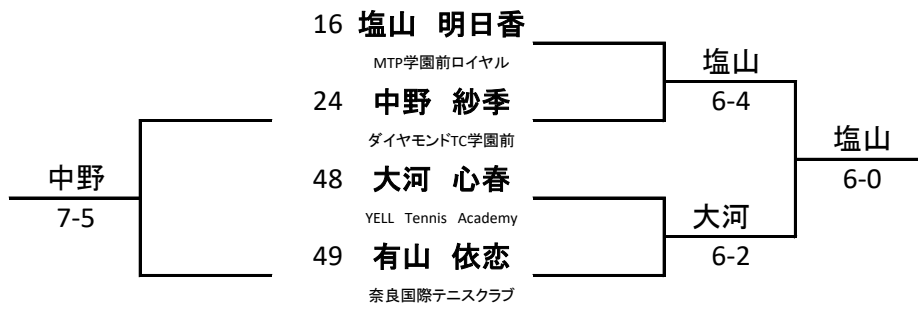 16 塩山 明日香
MTP学園前ロイヤル
塩山
6-4
24 中野 紗季
ダイヤモンドTC学園前
塩山
6-0
中野
7-5
48 大河 心春
YELL Tennis Academy
大河
6-2
49 有山 依恋
奈良国際テニスクラブ